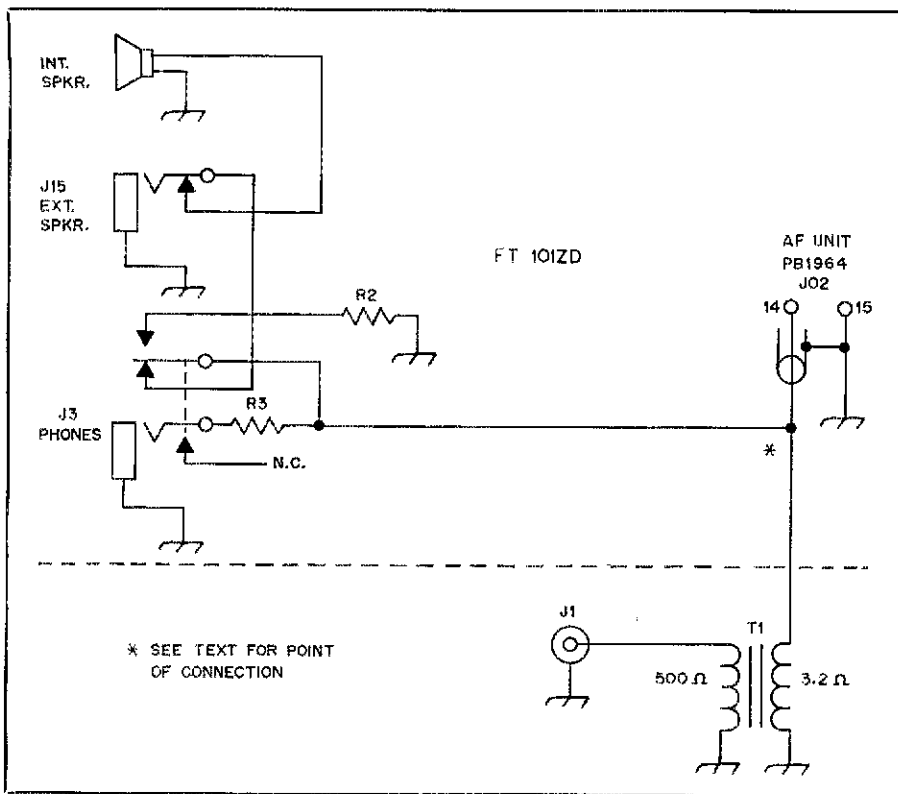 INT.
SPKR.
J15
EXT.
SPKR.
FT 101ZD
AF UNIT
PB1964
J02
14
15
R2
R3
J3
PHONES
N.C.
*
J1
T1
* SEE TEXT FOR POINT
OF CONNECTION
500 Ω
3.2 Ω